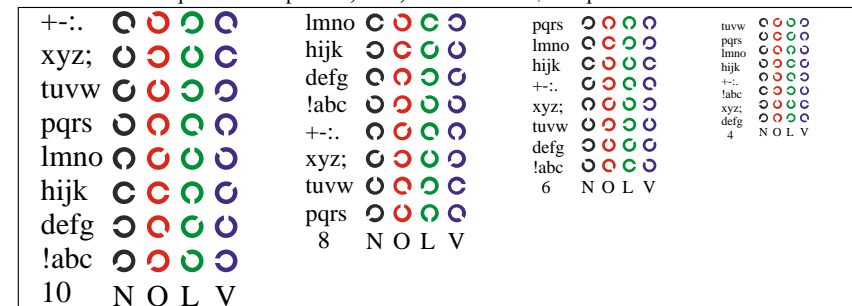 +-:.
xyz;
tuvw
pqrs
lmno
hijk
defg
!abc
10 N O L V
lmno
hijk
defg
!abc
+-:.
xyz;
tuvw
pqrs
8 N O L V
pqrs
lmno
hijk
+-:.
xyz;
tuvw
defg
!abc
6 N O L V
tuvw
pqrs
lmno
hijk
+-:.
!abc
xyz;
defg
4 N O L V